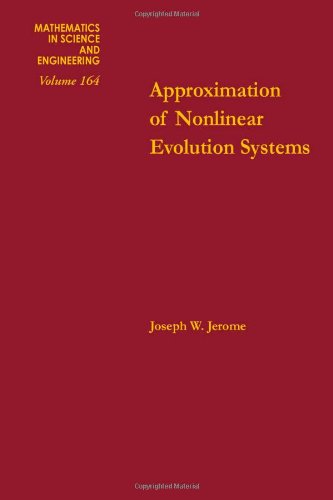 MATHEMATICS
IN SCIENCE
AND
ENGINEERING
Volume 164
Approximation
of Nonlinear
Evolution Systems
Joseph W. Jerome